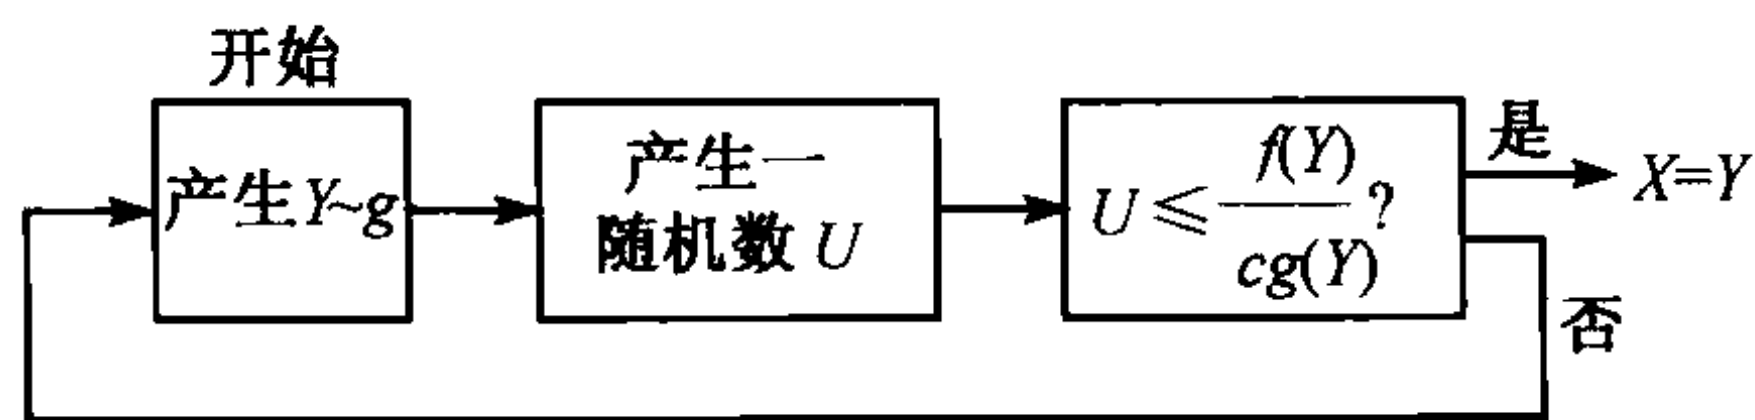 开始
产生Y~g
产生一
随机数 U
U ≤ f(Y)/cg(Y) ?
是
X=Y
否